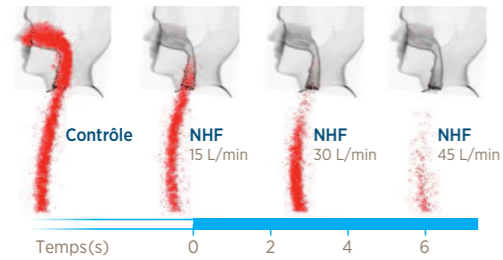 Contrôle
NHF
15 L/min
NHF
30 L/min
NHF
45 L/min
Temps(s)
0
2
4
6